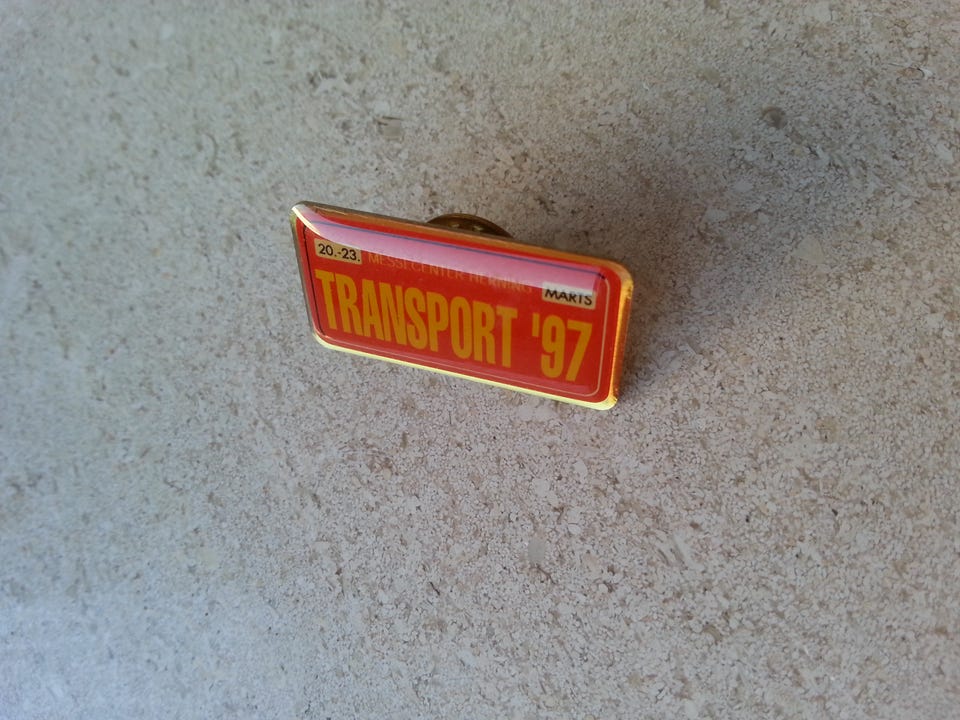 20.-23. MESSECENTER HERNING MARTS
TRANSPORT '97